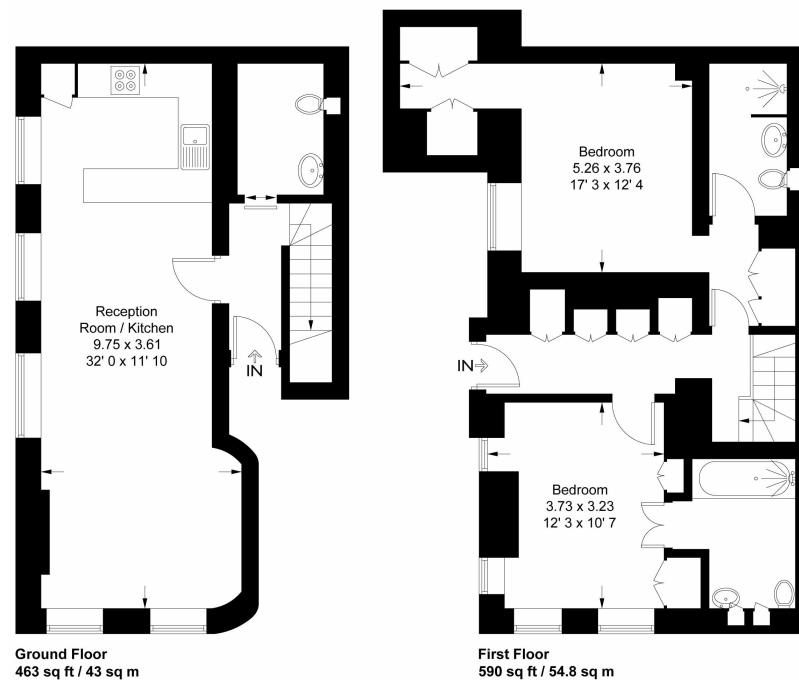 Reception
Room / Kitchen
9.75 x 3.61
32' 0 x 11' 10
IN
Ground Floor
463 sq ft / 43 sq m
Bedroom
5.26 x 3.76
17' 3 x 12' 4
IN
Bedroom
3.73 x 3.23
12' 3 x 10' 7
First Floor
590 sq ft / 54.8 sq m